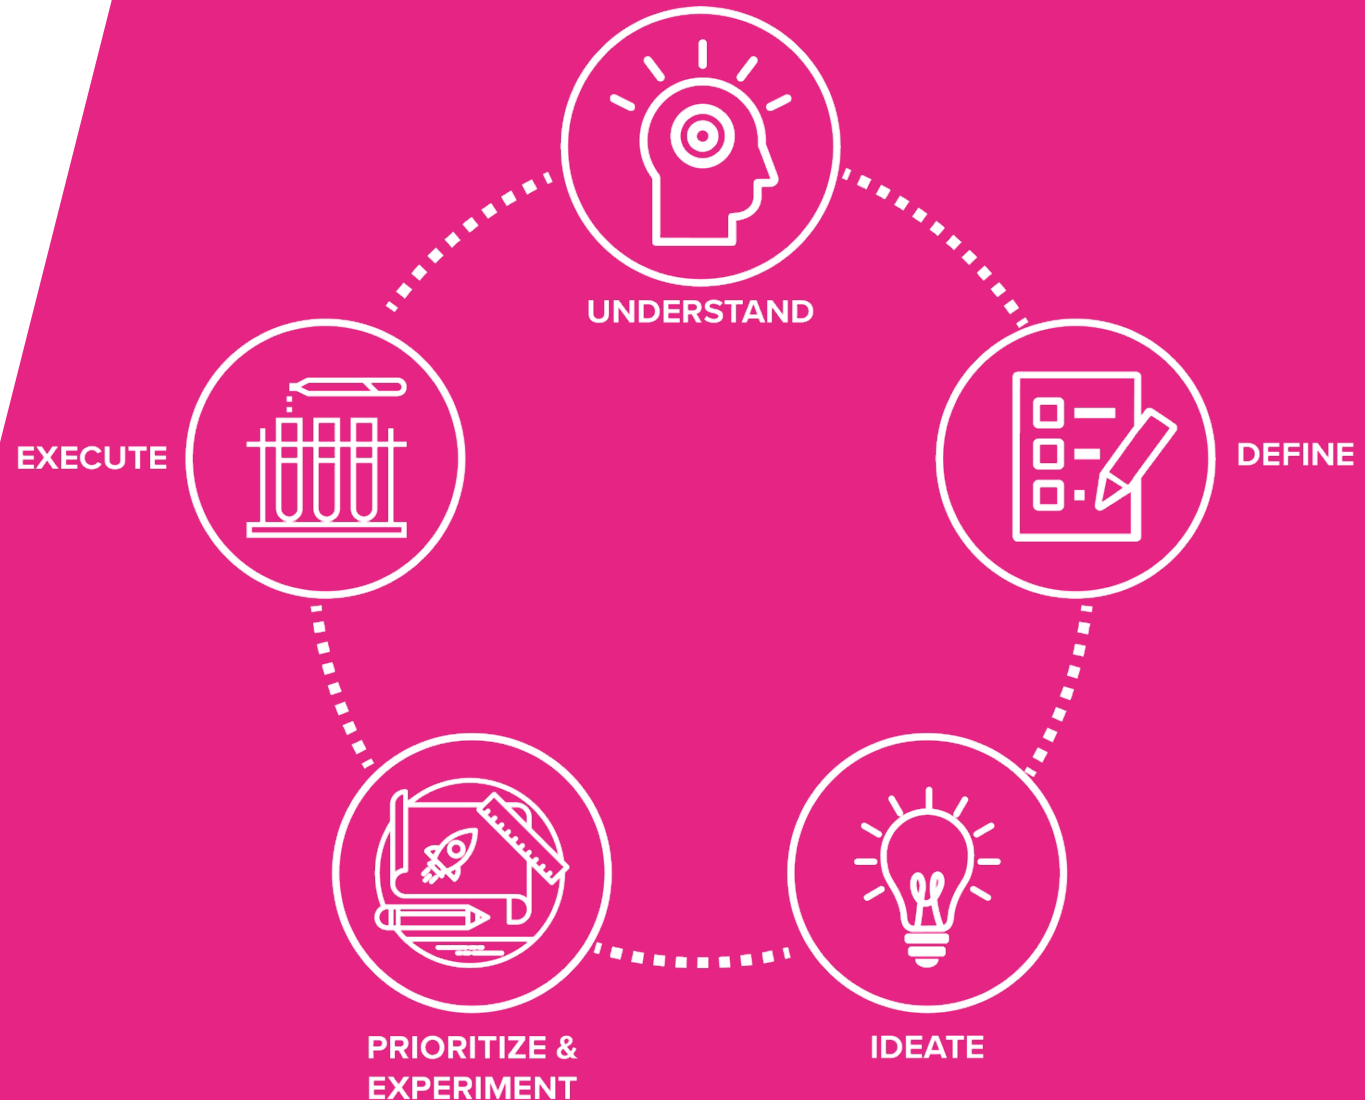 UNDERSTAND
EXECUTE
DEFINE
PRIORITIZE &
EXPERIMENT
IDEATE